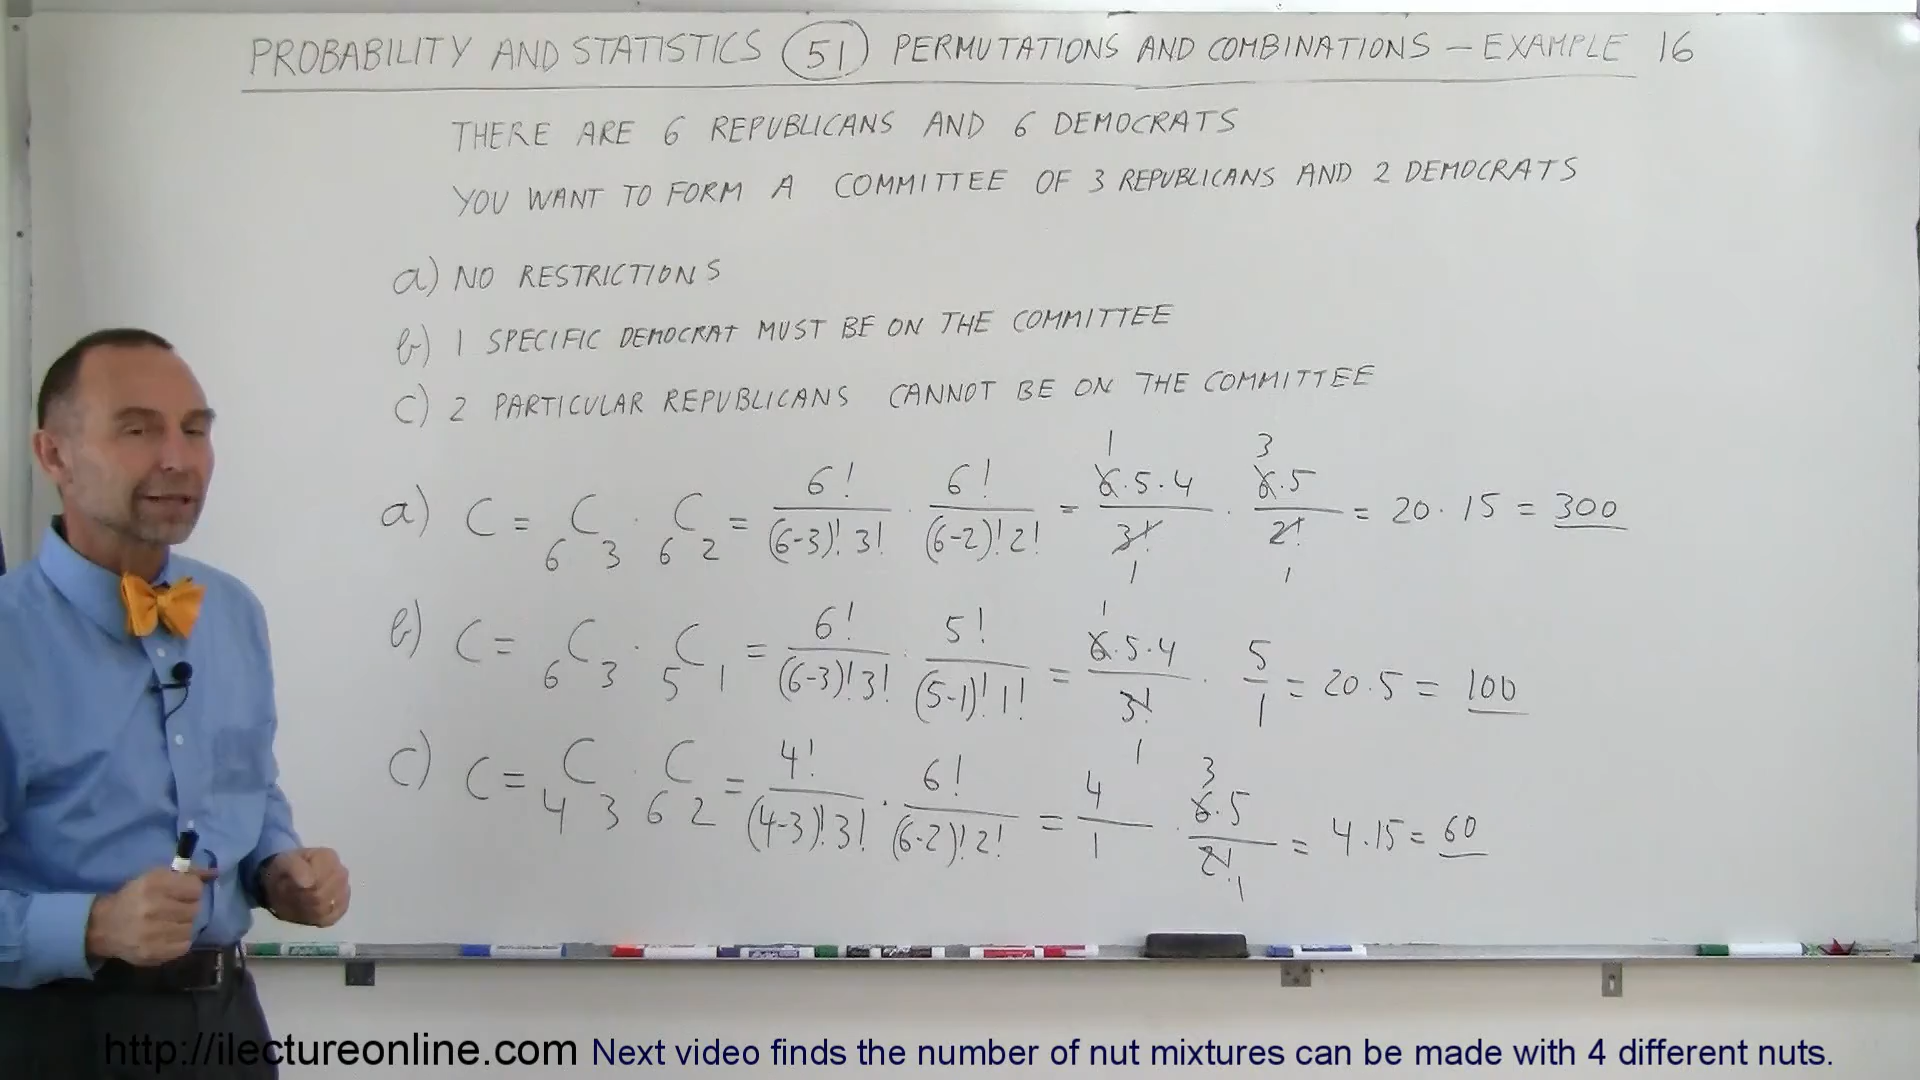 PROBABILITY AND STATISTICS 51 PERMUTATIONS AND COMBINATIONS – EXAMPLE 16
THERE ARE 6 REPUBLICANS AND 6 DEMOCRATS
YOU WANT TO FORM A COMMITTEE OF 3 REPUBLICANS AND 2 DEMOCRATS
a) NO RESTRICTIONS
b) 1 SPECIFIC DEMOCRAT MUST BE ON THE COMMITTEE
c) 2 PARTICULAR REPUBLICANS CANNOT BE ON THE COMMITTEE
a) C = 6C3 · 6C2 = 6!/(6-3)!3! · 6!/(6-2)!2! = 6·5·4/3! · 6·5/2! = 20·15 = 300
b) C = 6C3 · 5C1 = 6!/(6-3)!3! · 5!/(5-1)!1! = 6·5·4/3! · 5/1 = 20·5 = 100
c) C = 4C3 · 6C2 = 4!/(4-3)!3! · 6!/(6-2)!2! = 4/1 · 6·5/2! = 4·15 = 60
http://ilectureonline.com Next video finds the number of nut mixtures can be made with 4 different nuts.